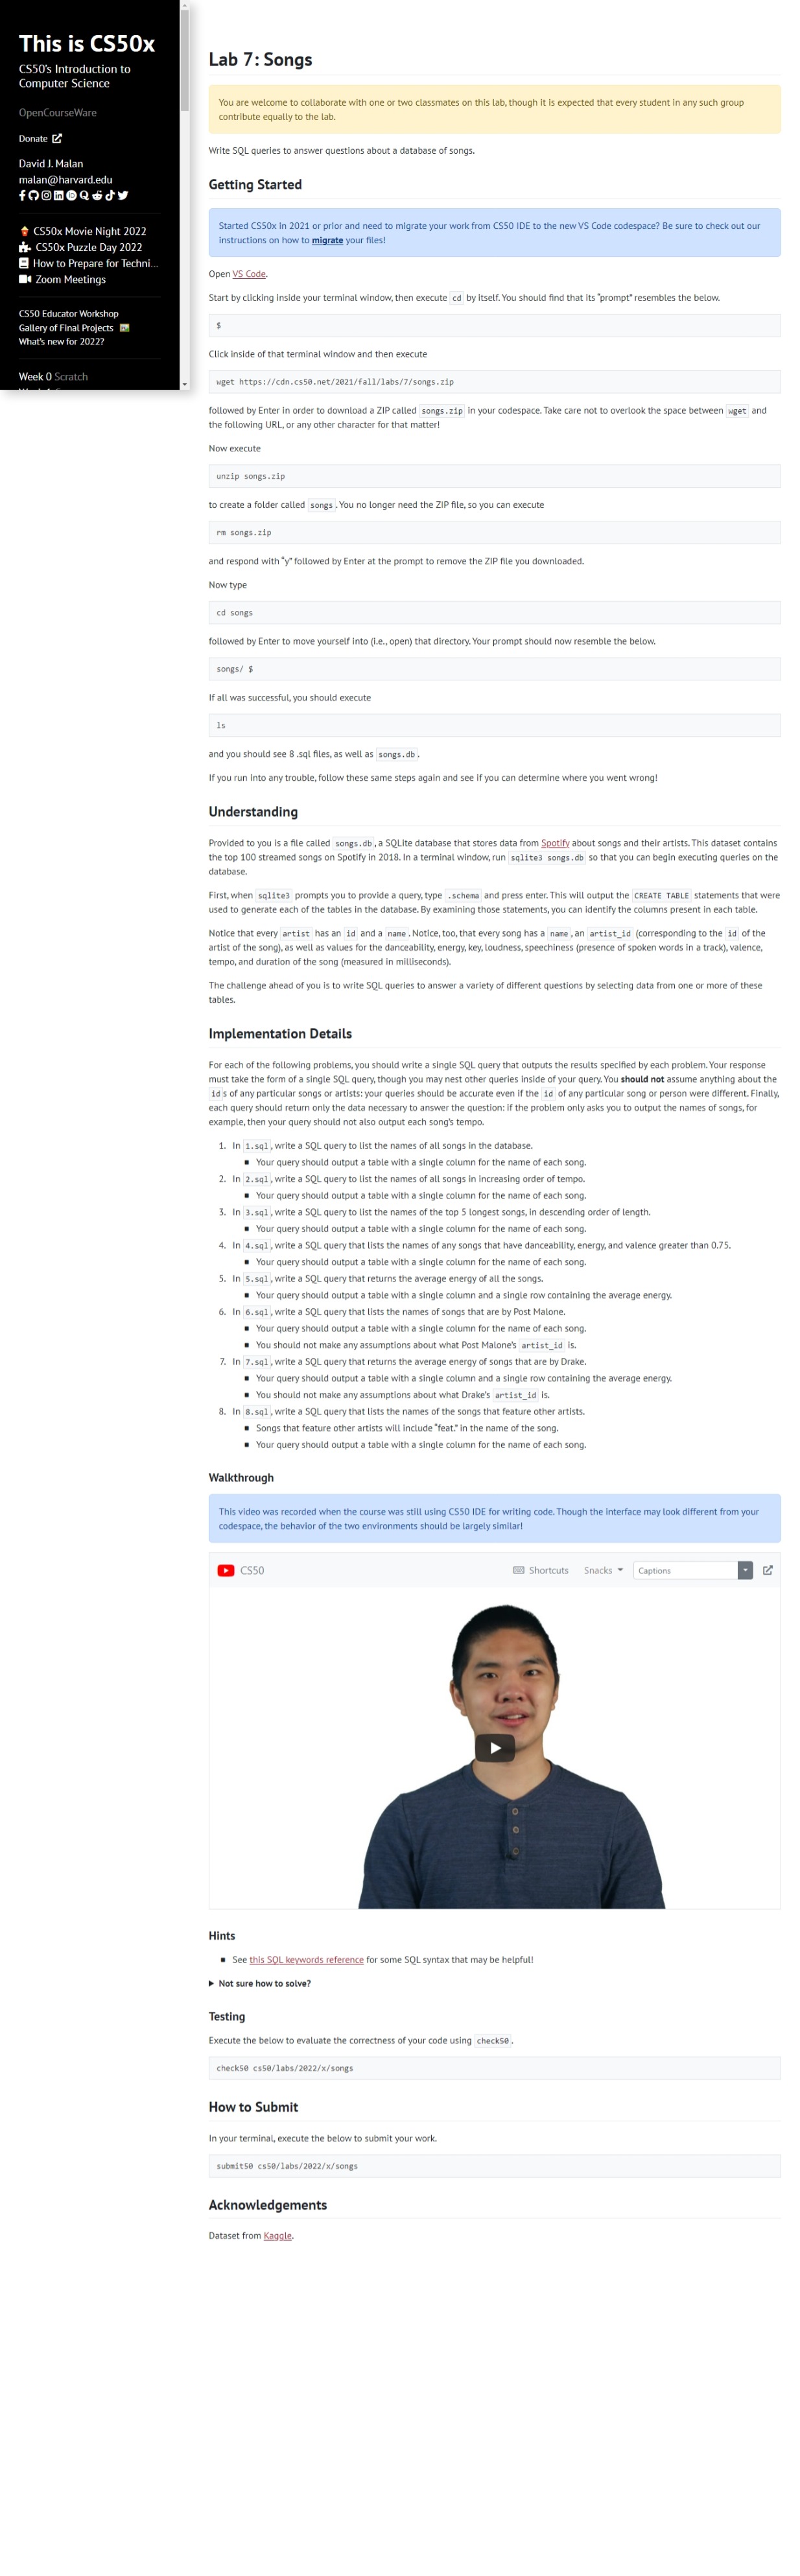 This is CS50x
CS50's Introduction to
Computer Science
OpenCourseWare
Donate
David J. Malan
malan@harvard.edu
CS50x Movie Night 2022
CS50x Puzzle Day 2022
How to Prepare for Techni...
Zoom Meetings
CS50 Educator Workshop
Gallery of Final Projects
What's new for 2022?
Week 0 Scratch
Lab 7: Songs
You are welcome to collaborate with one or two classmates on this lab, though it is expected that every student in any such group
contribute equally to the lab.
Write SQL queries to answer questions about a database of songs.
Getting Started
Started CS50x in 2021 or prior and need to migrate your work from CS50 IDE to the new VS Code codespace? Be sure to check out our
instructions on how to migrate your files!
Open VS Code.
Start by clicking inside your terminal window, then execute cd by itself. You should find that its "prompt" resembles the below.
$
Click inside of that terminal window and then execute
wget https://cdn.cs50.net/2021/fall/labs/7/songs.zip
followed by Enter in order to download a ZIP called songs.zip in your codespace. Take care not to overlook the space between wget and
the following URL, or any other character for that matter!
Now execute
unzip songs.zip
to create a folder called songs. You no longer need the ZIP file, so you can execute
rm songs.zip
and respond with "y" followed by Enter at the prompt to remove the ZIP file you downloaded.
Now type
cd songs
followed by Enter to move yourself into (i.e., open) that directory. Your prompt should now resemble the below.
songs/ $
If all was successful, you should execute
ls
and you should see 8 .sql files, as well as songs.db.
If you run into any trouble, follow these same steps again and see if you can determine where you went wrong!
Understanding
Provided to you is a file called songs.db, a SQLite database that stores data from Spotify about songs and their artists. This dataset contains
the top 100 streamed songs on Spotify in 2018. In a terminal window, run sqlite3 songs.db so that you can begin executing queries on the
database.
First, when sqlite3 prompts you to provide a query, type .schema and press enter. This will output the CREATE TABLE statements that were
used to generate each of the tables in the database. By examining those statements, you can identify the columns present in each table.
Notice that every artist has an id and a name. Notice, too, that every song has a name, an artist_id (corresponding to the id of the
artist of the song), as well as values for the danceability, energy, key, loudness, speechiness (presence of spoken words in a track), valence,
tempo, and duration of the song (measured in milliseconds).
The challenge ahead of you is to write SQL queries to answer a variety of different questions by selecting data from one or more of these
tables.
Implementation Details
For each of the following problems, you should write a single SQL query that outputs the results specified by each problem. Your response
must take the form of a single SQL query, though you may nest other queries inside of your query. You should not assume anything about the
ids of any particular songs or artists: your queries should be accurate even if the id of any particular song or person were different. Finally,
each query should return only the data necessary to answer the question: if the problem only asks you to output the names of songs, for
example, then your query should not also output each song's tempo.
1. In 1.sql, write a SQL query to list the names of all songs in the database.
■ Your query should output a table with a single column for the name of each song.
2. In 2.sql, write a SQL query to list the names of all songs in increasing order of tempo.
■ Your query should output a table with a single column for the name of each song.
3. In 3.sql, write a SQL query to list the names of the top 5 longest songs, in descending order of length.
■ Your query should output a table with a single column for the name of each song.
4. In 4.sql, write a SQL query that lists the names of any songs that have danceability, energy, and valence greater than 0.75.
■ Your query should output a table with a single column for the name of each song.
5. In 5.sql, write a SQL query that returns the average energy of all the songs.
■ Your query should output a table with a single column and a single row containing the average energy.
6. In 6.sql, write a SQL query that lists the names of songs that are by Post Malone.
■ Your query should output a table with a single column for the name of each song.
■ You should not make any assumptions about what Post Malone's artist_id is.
7. In 7.sql, write a SQL query that returns the average energy of songs that are by Drake.
■ Your query should output a table with a single column and a single row containing the average energy.
■ You should not make any assumptions about what Drake's artist_id is.
8. In 8.sql, write a SQL query that lists the names of the songs that feature other artists.
■ Songs that feature other artists will include "feat." in the name of the song.
■ Your query should output a table with a single column for the name of each song.
Walkthrough
This video was recorded when the course was still using CS50 IDE for writing code. Though the interface may look different from your
codespace, the behavior of the two environments should be largely similar!
CS50 Shortcuts Snacks Captions
Hints
■ See this SQL keywords reference for some SQL syntax that may be helpful!
▶ Not sure how to solve?
Testing
Execute the below to evaluate the correctness of your code using check50.
check50 cs50/labs/2022/x/songs
How to Submit
In your terminal, execute the below to submit your work.
submit50 cs50/labs/2022/x/songs
Acknowledgements
Dataset from Kaggle.